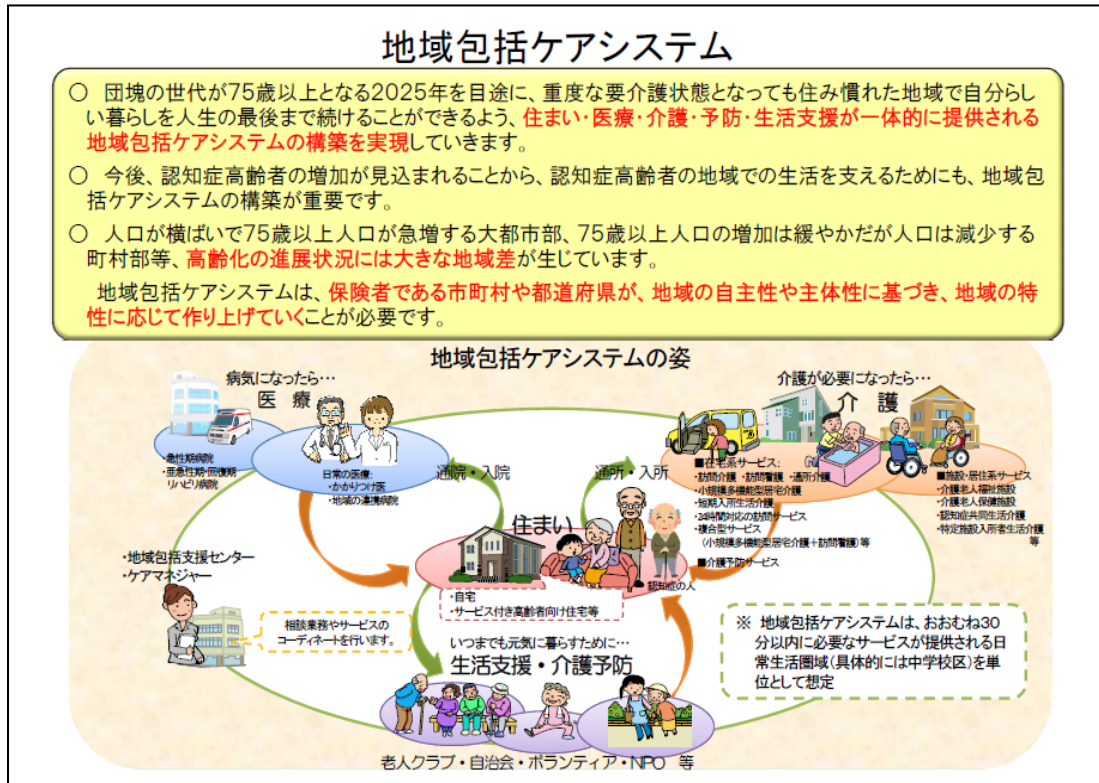 地域包括ケアシステム
○ 団塊の世代が75歳以上となる2025年を目途に、重度な要介護状態となっても住み慣れた地域で自分らし
い暮らしを人生の最後まで続けることができるよう、住まい・医療・介護・予防・生活支援が一体的に提供される
地域包括ケアシステムの構築を実現していきます。
○ 今後、認知症高齢者の増加が見込まれることから、認知症高齢者の地域での生活を支えるためにも、地域包
括ケアシステムの構築が重要です。
○ 人口が横ばいで75歳以上人口が急増する大都市部、75歳以上人口の増加は緩やかだが人口は減少する
町村部等、高齢化の進展状況には大きな地域差が生じています。
地域包括ケアシステムは、保険者である市町村や都道府県が、地域の自主性や主体性に基づき、地域の特
性に応じて作り上げていくことが必要です。
地域包括ケアシステムの姿
病気になったら…
医 療
・急性期病院
・亜急性期・回復期
リハビリ病院
日常の医療:
・かかりつけ医
・地域の連携病院
通院・入院
介護が必要になったら…
介 護
通所・入所
■在宅系サービス:
・訪問介護 ・訪問看護 ・通所介護
・小規模多機能型居宅介護
・短期入所生活介護
・24時間対応の訪問サービス
・複合型サービス
(小規模多機能型居宅介護+訪問看護)等
■介護予防サービス
■施設・居住系サービス
・介護老人福祉施設
・介護老人保健施設
・認知症共同生活介護
・特定施設入所者生活介護
等
住まい
認知症の人
・自宅
・サービス付き高齢者向け住宅等
・地域包括支援センター
・ケアマネジャー
相談業務やサービスの
コーディネートを行います。
いつまでも元気に暮らすために…
生活支援・介護予防
老人クラブ・自治会・ボランティア・NPO 等
※ 地域包括ケアシステムは、おおむね30
分以内に必要なサービスが提供される日
常生活圏域(具体的には中学校区)を単
位として想定